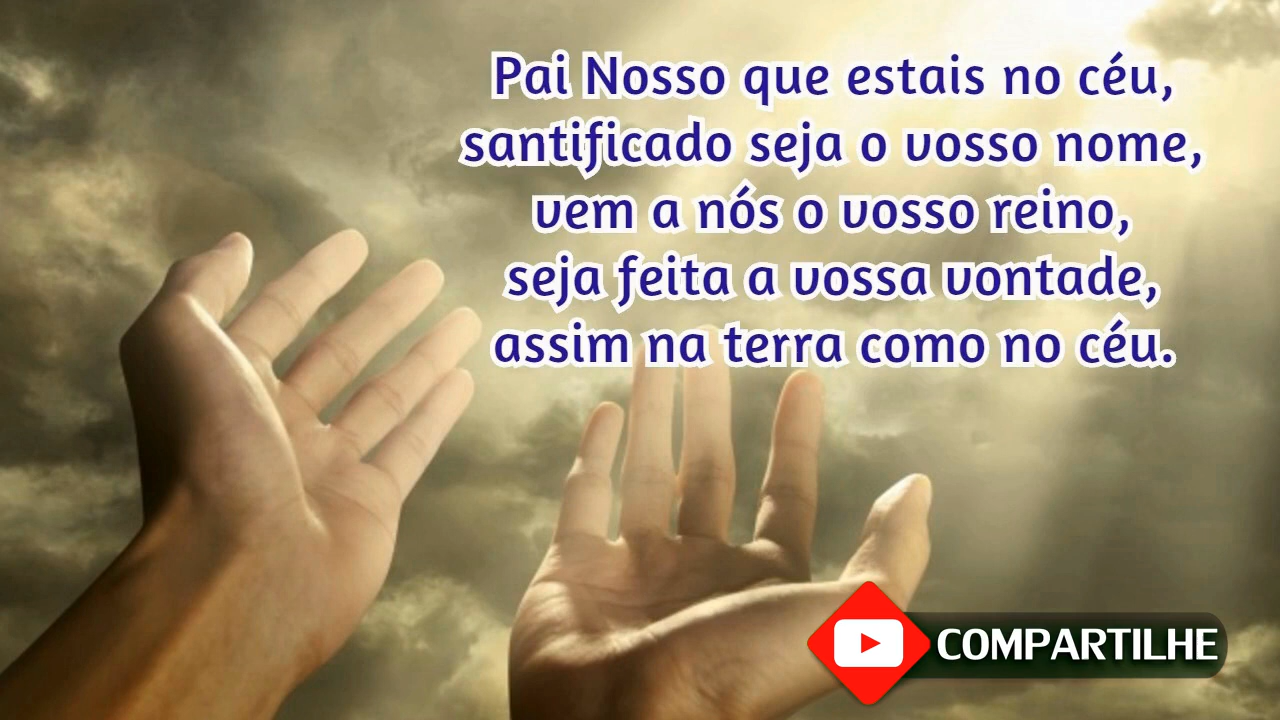 Pai Nosso que estais no céu,
santificado seja o vosso nome,
vem a nós o vosso reino,
seja feita a vossa vontade,
assim na terra como no céu.
COMPARTILHE